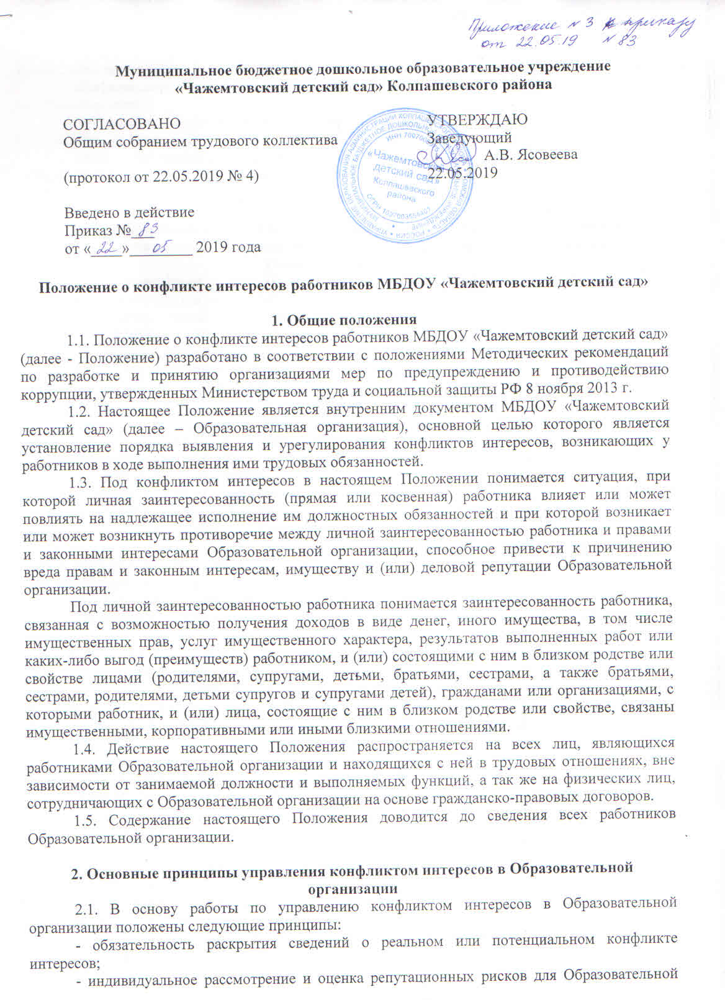 Приложение № 3 к приказу
от 22.05.19 № 83
Муниципальное бюджетное дошкольное образовательное учреждение
«Чажемтовский детский сад» Колпашевского района
СОГЛАСОВАНО
Общим собранием трудового коллектива
(протокол от 22.05.2019 № 4)
Введено в действие
Приказ № 83
от « 22 » 05 2019 года
УТВЕРЖДАЮ
Заведующий
А.В. Ясовеева
22.05.2019
«Чажемтовский
детский сад»
Колпашевского
района
Положение о конфликте интересов работников МБДОУ «Чажемтовский детский сад»
1. Общие положения
1.1. Положение о конфликте интересов работников МБДОУ «Чажемтовский детский сад»
(далее - Положение) разработано в соответствии с положениями Методических рекомендаций
по разработке и принятию организациями мер по предупреждению и противодействию
коррупции, утвержденных Министерством труда и социальной защиты РФ 8 ноября 2013 г.
1.2. Настоящее Положение является внутренним документом МБДОУ «Чажемтовский
детский сад» (далее – Образовательная организация), основной целью которого является
установление порядка выявления и урегулирования конфликтов интересов, возникающих у
работников в ходе выполнения ими трудовых обязанностей.
1.3. Под конфликтом интересов в настоящем Положении понимается ситуация, при
которой личная заинтересованность (прямая или косвенная) работника влияет или может
повлиять на надлежащее исполнение им должностных обязанностей и при которой возникает
или может возникнуть противоречие между личной заинтересованностью работника и правами
и законными интересами Образовательной организации, способное привести к причинению
вреда правам и законным интересам, имуществу и (или) деловой репутации Образовательной
организации.
Под личной заинтересованностью работника понимается заинтересованность работника,
связанная с возможностью получения доходов в виде денег, иного имущества, в том числе
имущественных прав, услуг имущественного характера, результатов выполненных работ или
каких-либо выгод (преимуществ) работником, и (или) состоящими с ним в близком родстве или
свойстве лицами (родителями, супругами, детьми, братьями, сестрами, а также братьями,
сестрами, родителями, детьми супругов и супругами детей), гражданами или организациями, с
которыми работник, и (или) лица, состоящие с ним в близком родстве или свойстве, связаны
имущественными, корпоративными или иными близкими отношениями.
1.4. Действие настоящего Положения распространяется на всех лиц, являющихся
работниками Образовательной организации и находящихся с ней в трудовых отношениях, вне
зависимости от занимаемой должности и выполняемых функций, а так же на физических лиц,
сотрудничающих с Образовательной организации на основе гражданско-правовых договоров.
1.5. Содержание настоящего Положения доводится до сведения всех работников
Образовательной организации.
2. Основные принципы управления конфликтом интересов в Образовательной
организации
2.1. В основу работы по управлению конфликтом интересов в Образовательной
организации положены следующие принципы:
- обязательность раскрытия сведений о реальном или потенциальном конфликте
интересов;
- индивидуальное рассмотрение и оценка репутационных рисков для Образовательной